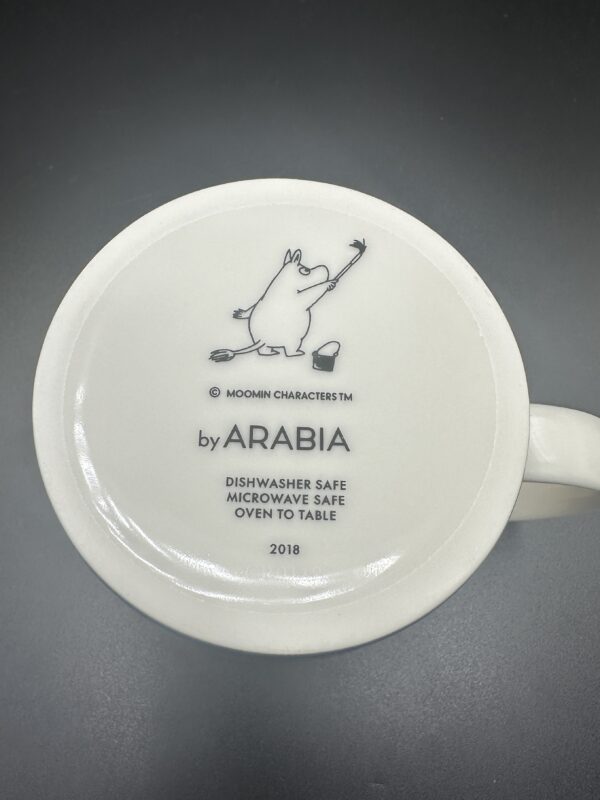 © MOOMIN CHARACTERS TM
by ARABIA
DISHWASHER SAFE
MICROWAVE SAFE
OVEN TO TABLE
2018